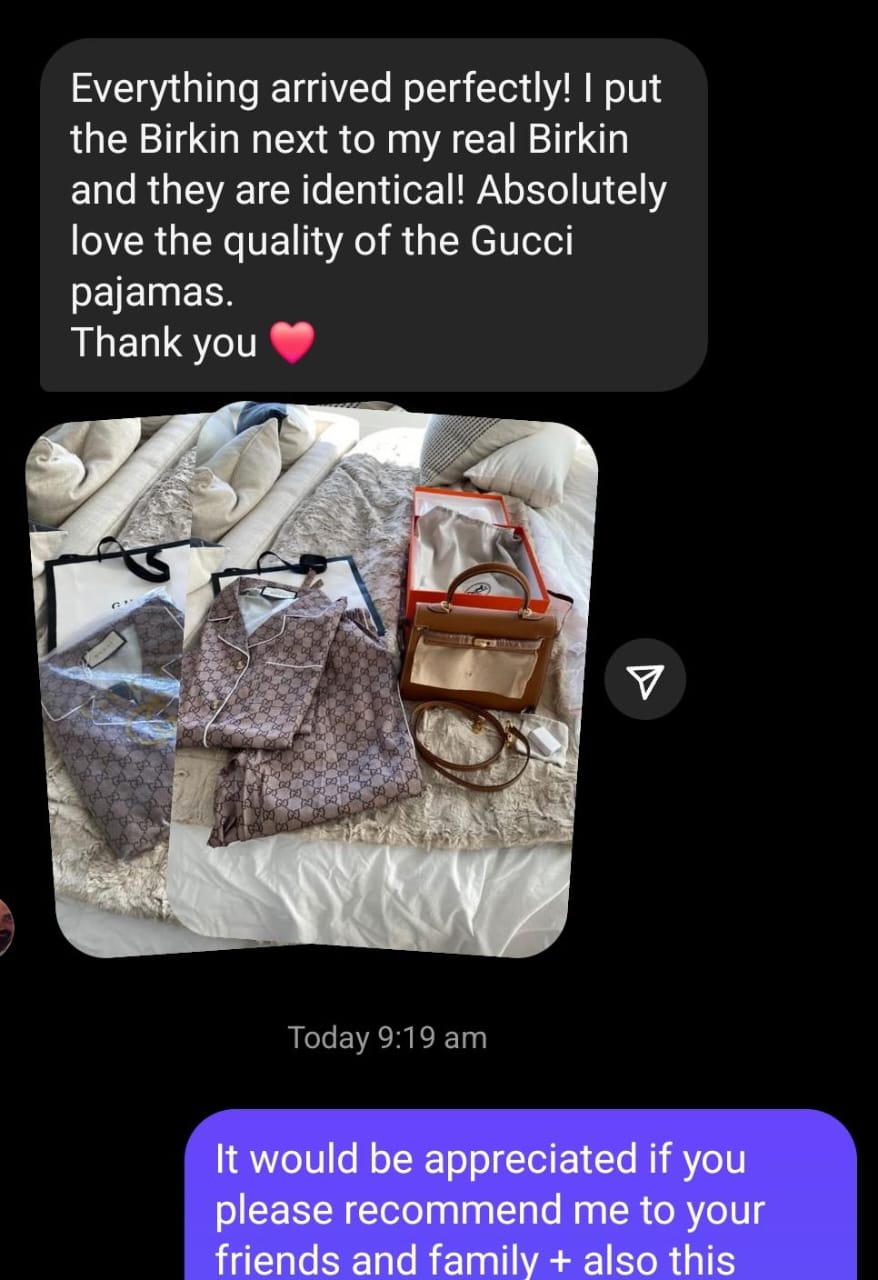 Everything arrived perfectly! I put
the Birkin next to my real Birkin
and they are identical! Absolutely
love the quality of the Gucci
pajamas.
Thank you ❤️
Today 9:19 am
It would be appreciated if you
please recommend me to your
friends and family + also this